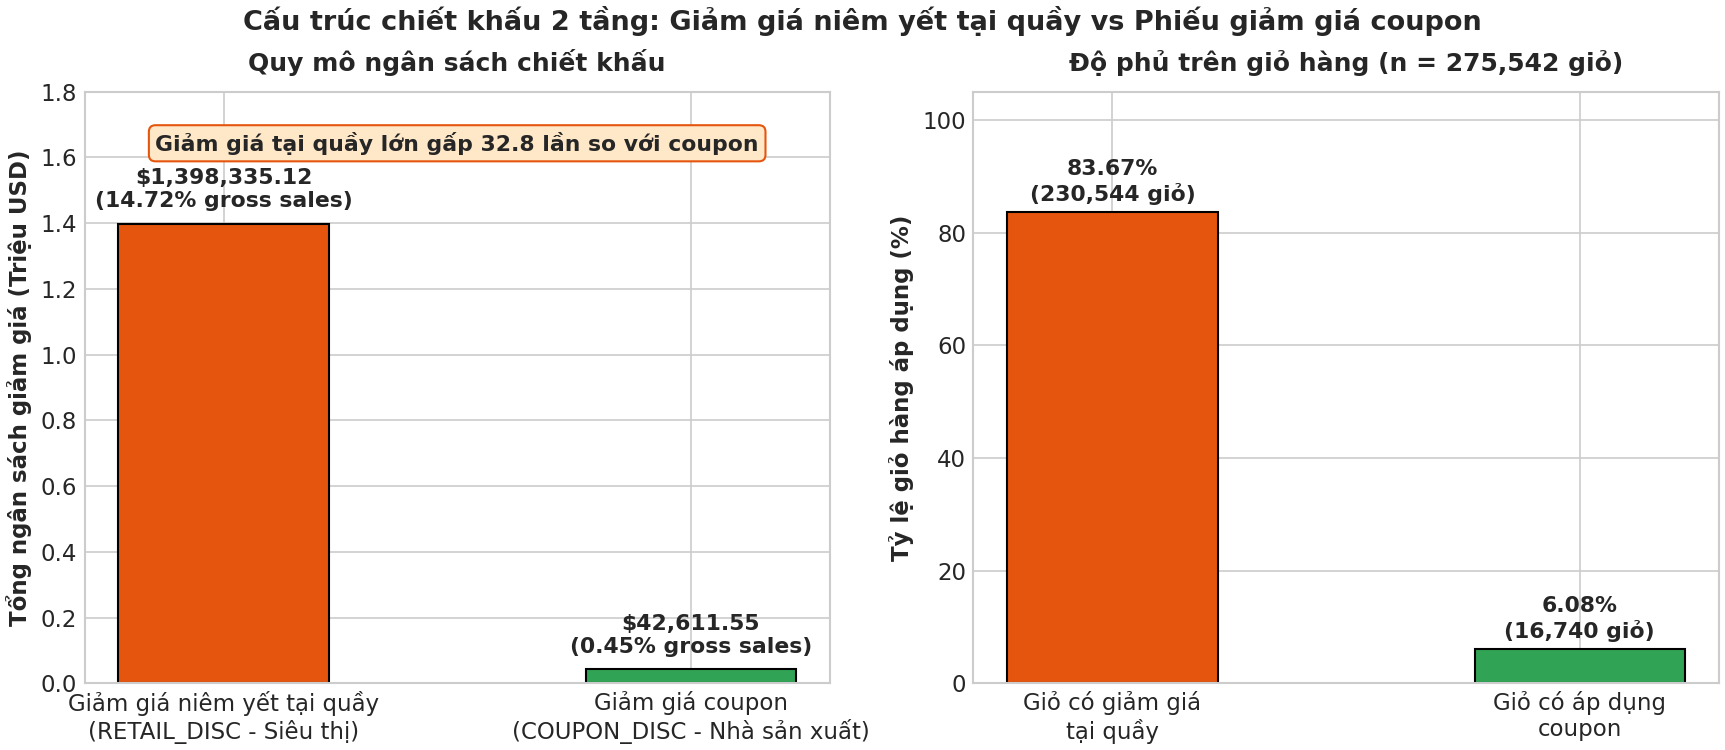 Cấu trúc chiết khấu 2 tầng: Giảm giá niêm yết tại quầy vs Phiếu giảm giá coupon
Quy mô ngân sách chiết khấu
Tổng ngân sách giảm giá (Triệu USD)
1.8
1.6
1.4
1.2
1.0
0.8
0.6
0.4
0.2
0.0
Giảm giá tại quầy lớn gấp 32.8 lần so với coupon
$1,398,335.12
(14.72% gross sales)
$42,611.55
(0.45% gross sales)
Giảm giá niêm yết tại quầy
(RETAIL_DISC - Siêu thị)
Giảm giá coupon
(COUPON_DISC - Nhà sản xuất)
Độ phủ trên giỏ hàng (n = 275,542 giỏ)
Tỷ lệ giỏ hàng áp dụng (%)
100
80
60
40
20
0
83.67%
(230,544 giỏ)
6.08%
(16,740 giỏ)
Giỏ có giảm giá
tại quầy
Giỏ có áp dụng
coupon